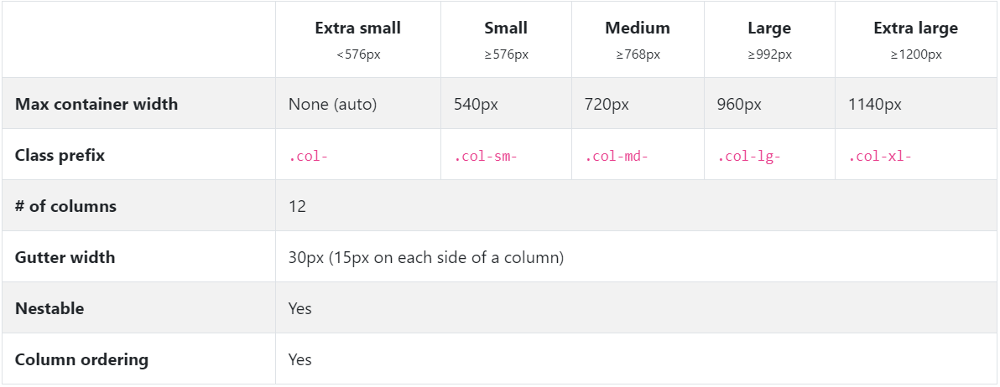 Extra small Small Medium Large Extra large
<576px ≥576px ≥768px ≥992px ≥1200px
Max container width None (auto) 540px 720px 960px 1140px
Class prefix .col- .col-sm- .col-md- .col-lg- .col-xl-
# of columns 12
Gutter width 30px (15px on each side of a column)
Nestable Yes
Column ordering Yes